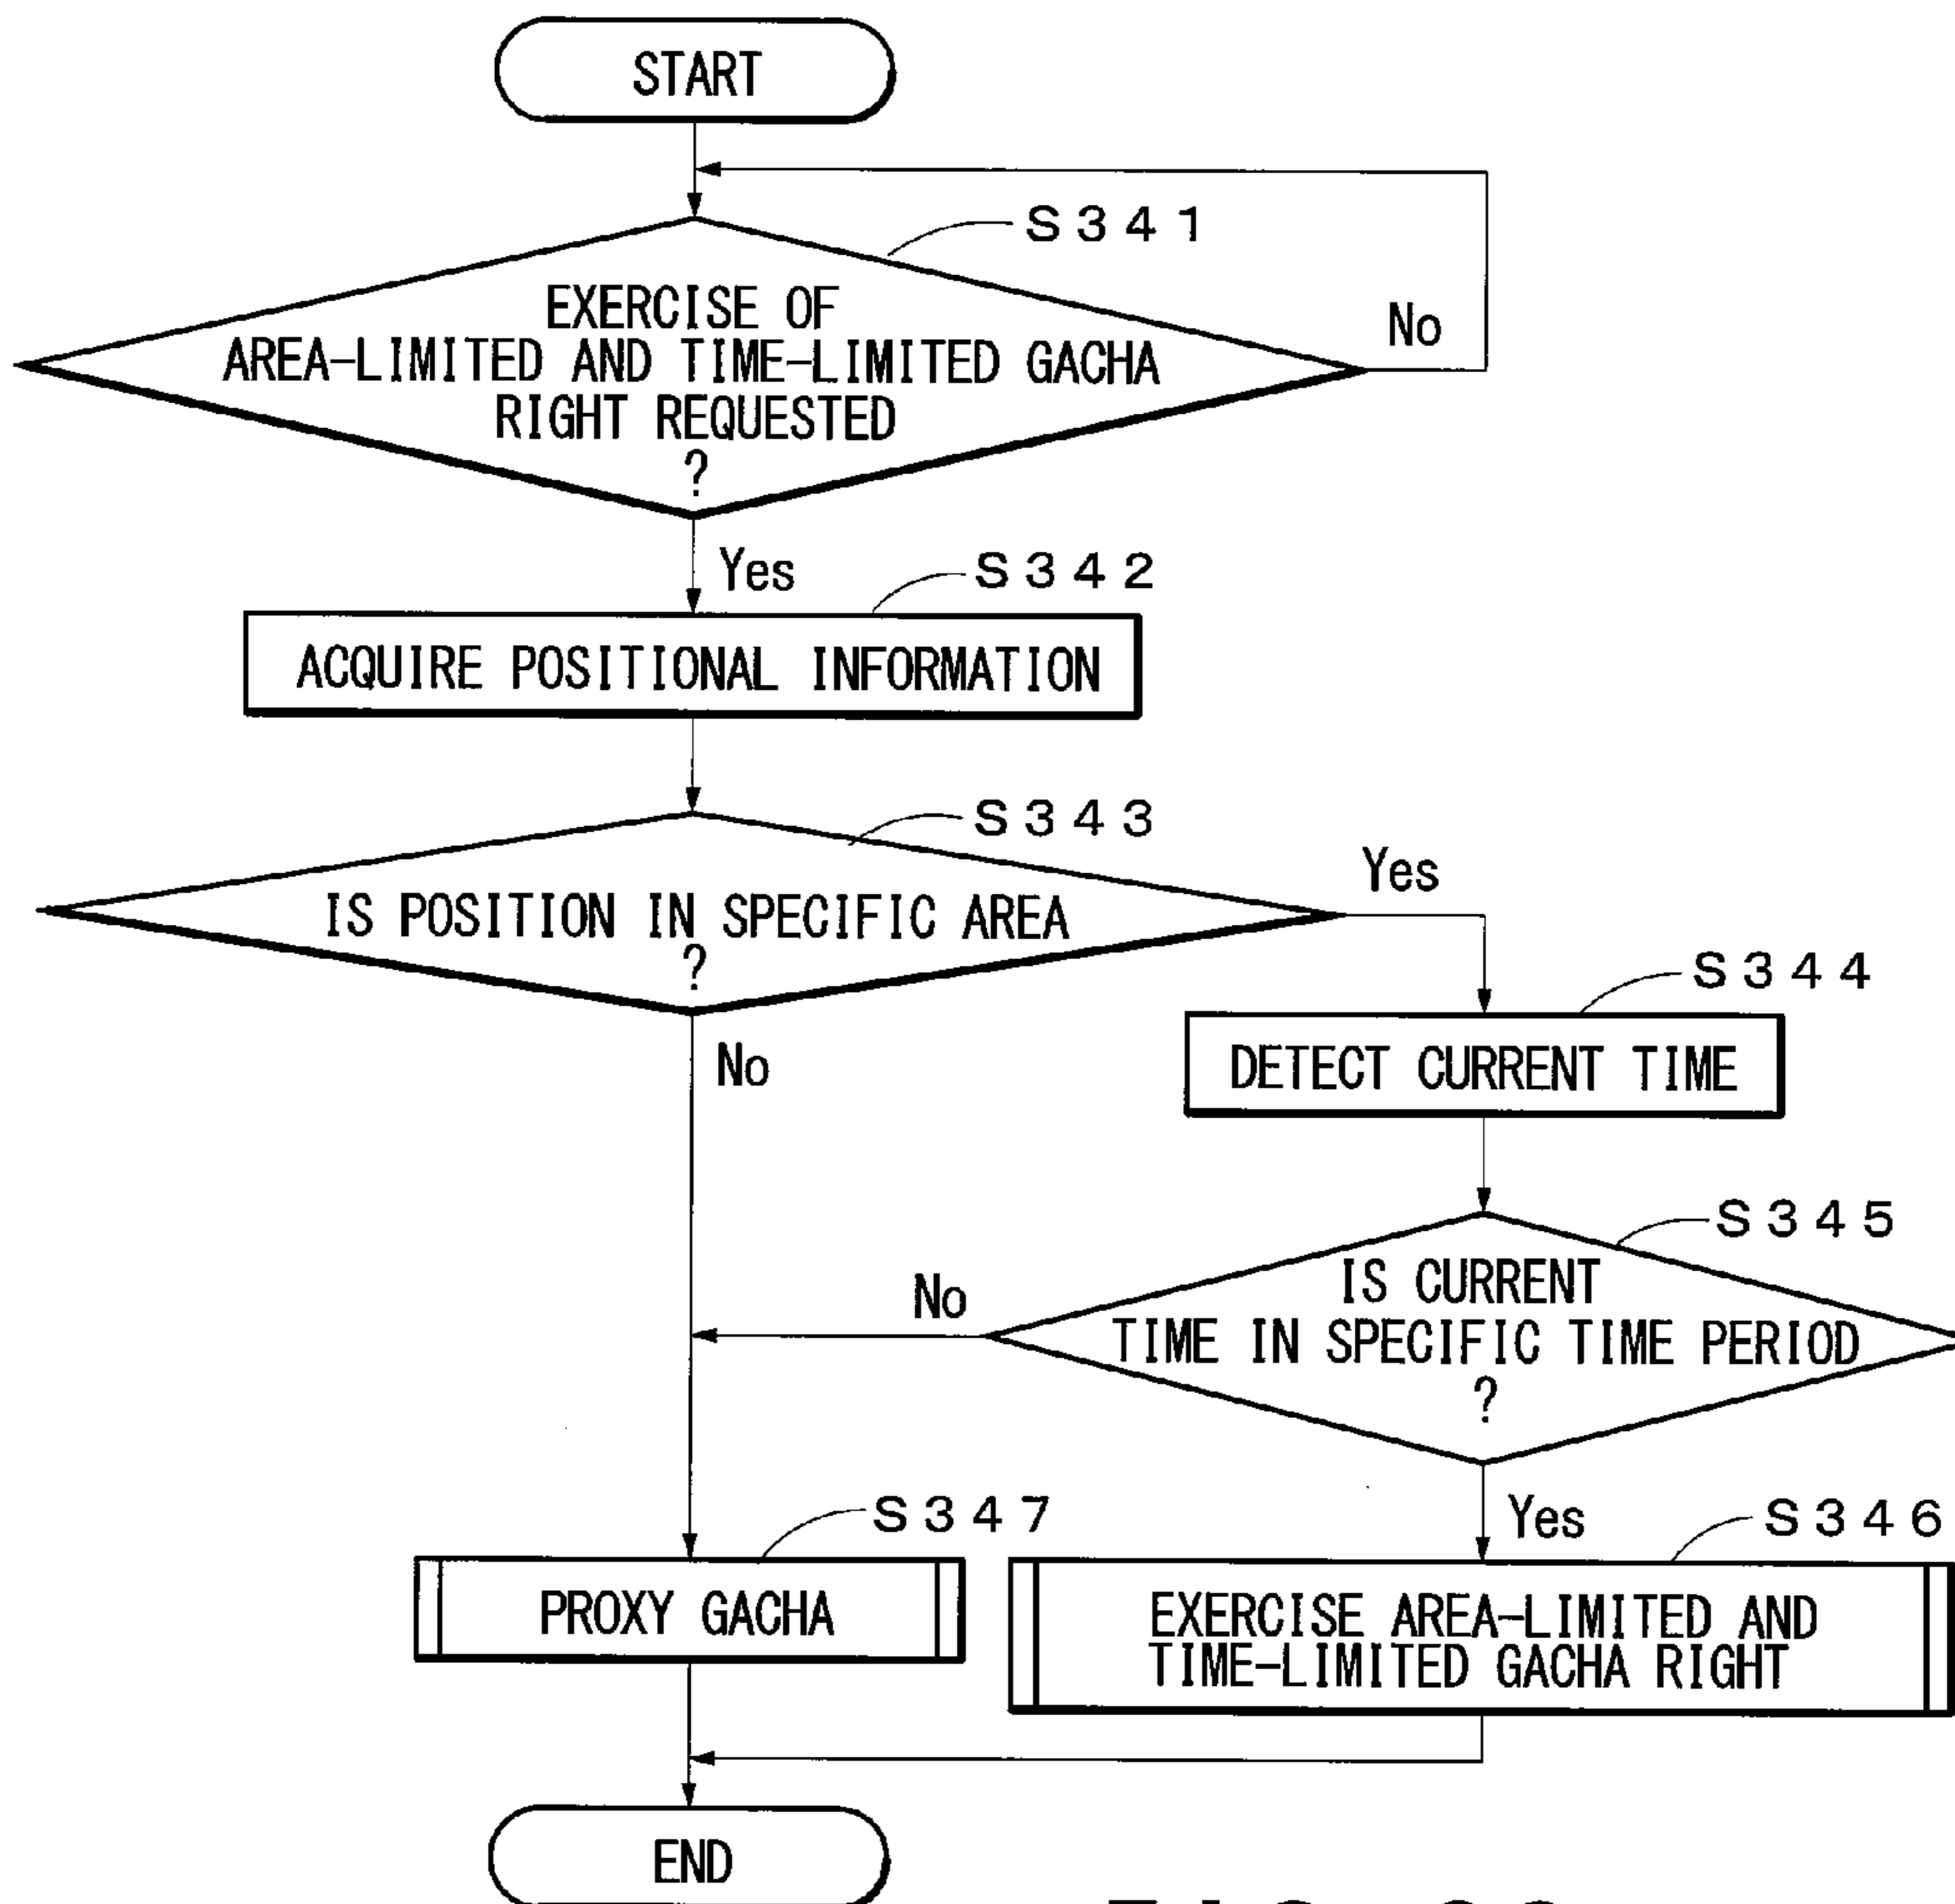 START
S341
EXERCISE OF
AREA-LIMITED AND TIME-LIMITED GACHA
RIGHT REQUESTED
?
No
Yes
S342
ACQUIRE POSITIONAL INFORMATION
S343
IS POSITION IN SPECIFIC AREA
?
Yes
No
S344
DETECT CURRENT TIME
S345
IS CURRENT
TIME IN SPECIFIC TIME PERIOD
?
No
Yes
S347
PROXY GACHA
S346
EXERCISE AREA-LIMITED AND
TIME-LIMITED GACHA RIGHT
END